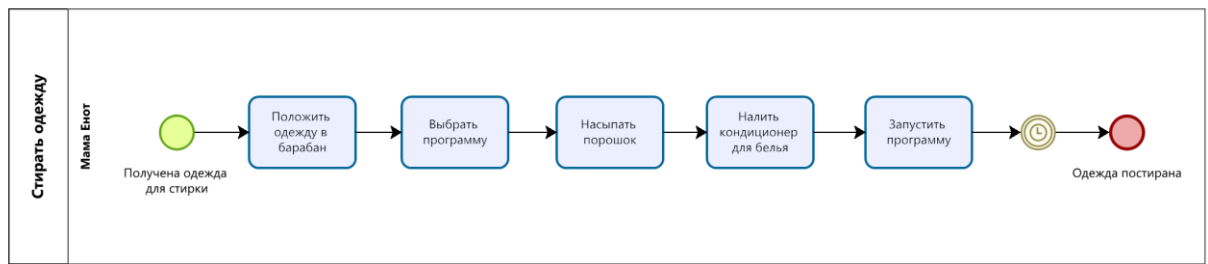 Стирать одежду
Мама Енот
Получена одежда
для стирки
Положить
одежду в
барабан
Выбрать
программу
Насыпать
порошок
Налить
кондиционер
для белья
Запустить
программу
Одежда постирана